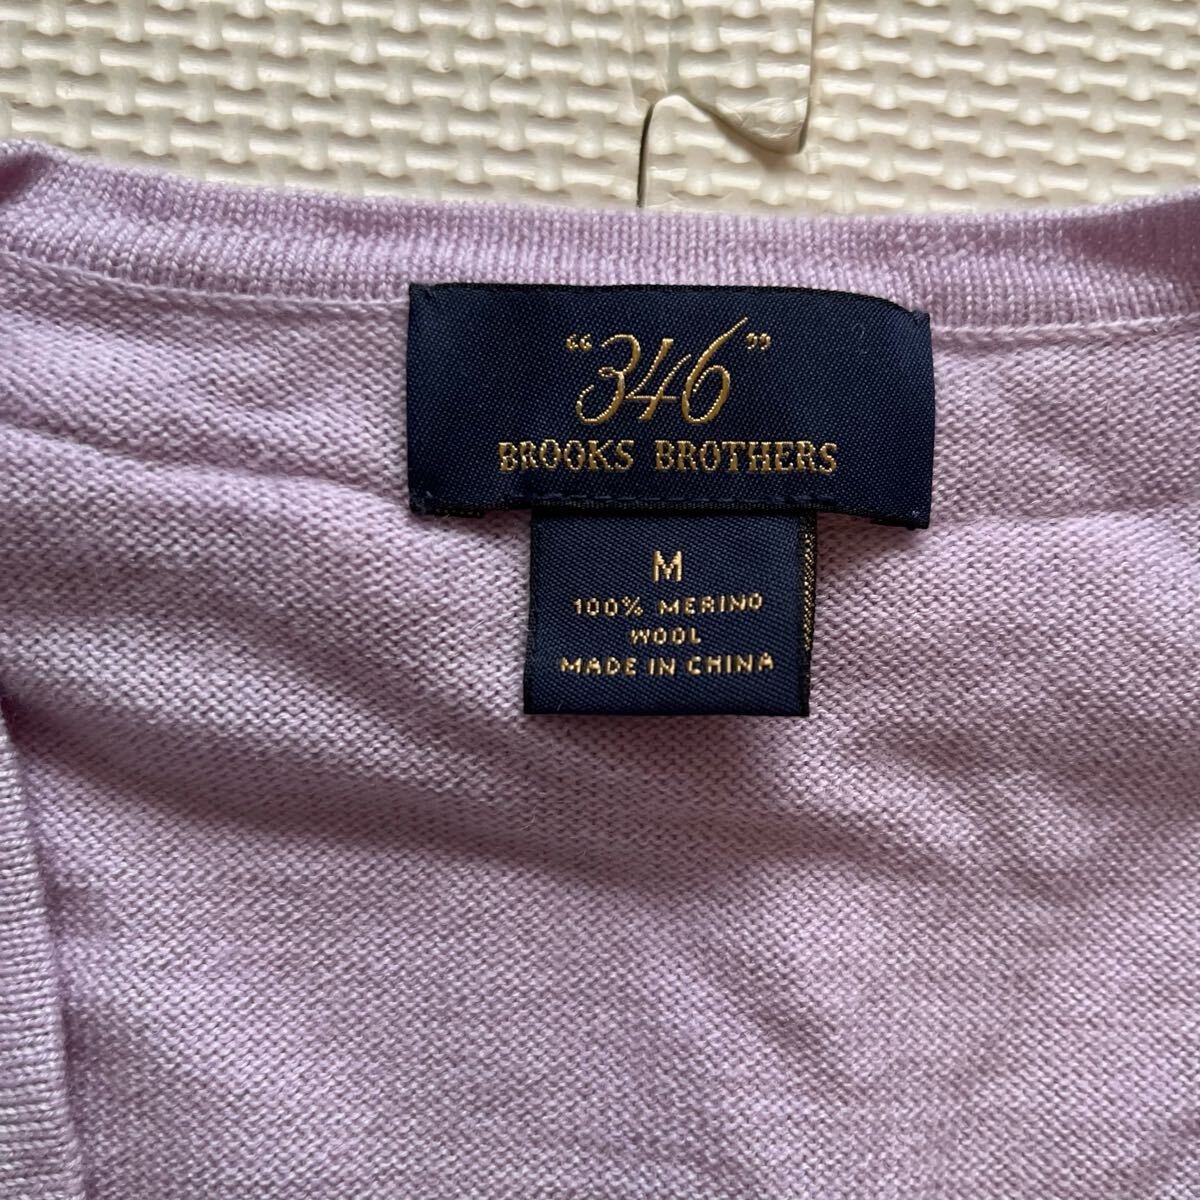 “346”
BROOKS BROTHERS
M
100% MERINO
WOOL
MADE IN CHINA